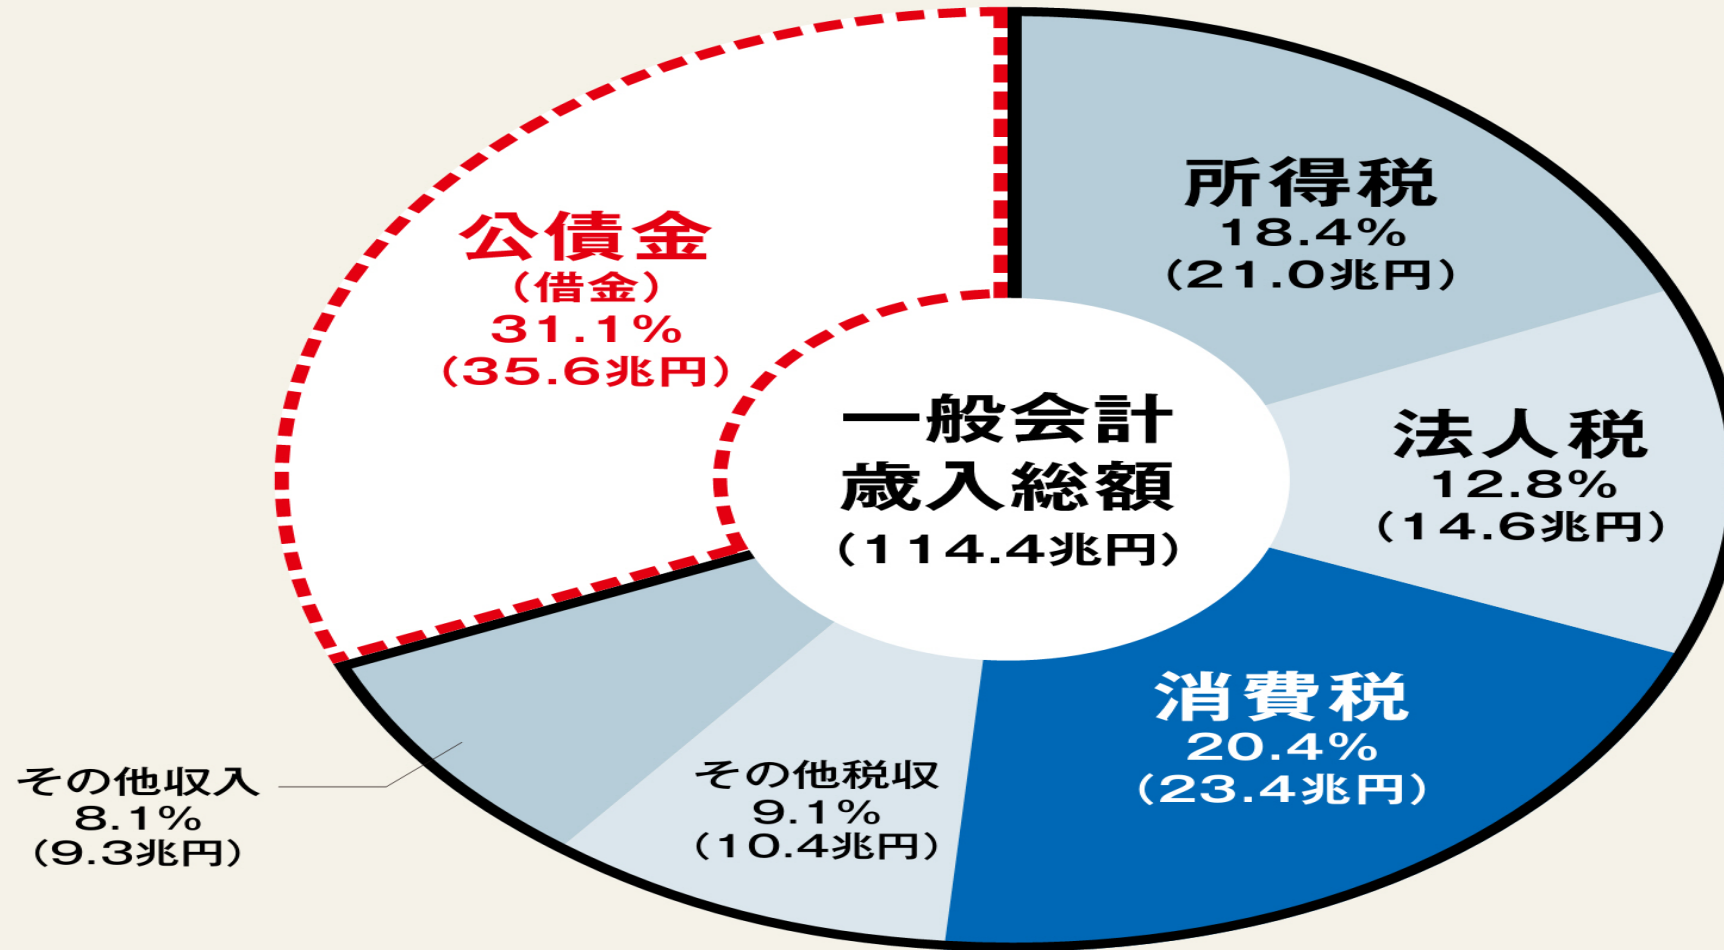 公債金
(借金)
31.1%
(35.6兆円)
所得税
18.4%
(21.0兆円)
一般会計
歳入総額
(114.4兆円)
法人税
12.8%
(14.6兆円)
消費税
20.4%
(23.4兆円)
その他税収
9.1%
(10.4兆円)
その他収入
8.1%
(9.3兆円)